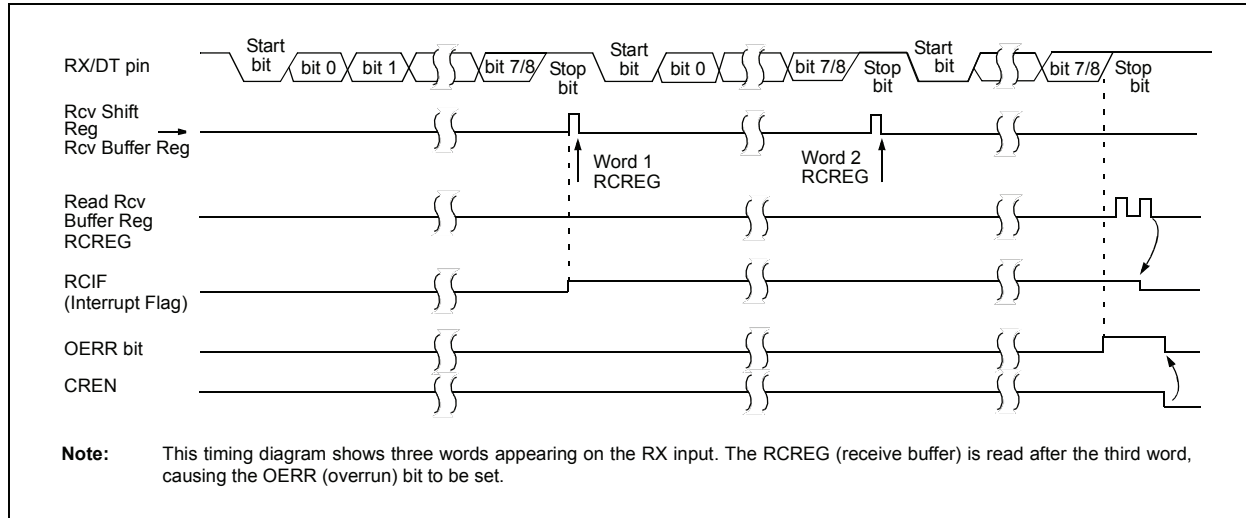 RX/DT pin
Start
bit
bit 0
bit 1
bit 7/8
Stop
bit
Start
bit
bit 0
bit 7/8
Stop
bit
Start
bit
bit 7/8
Stop
bit
Rcv Shift
Reg
Rcv Buffer Reg
Word 1
RCREG
Word 2
RCREG
Read Rcv
Buffer Reg
RCREG
RCIF
(Interrupt Flag)
OERR bit
CREN
Note: This timing diagram shows three words appearing on the RX input. The RCREG (receive buffer) is read after the third word,
causing the OERR (overrun) bit to be set.